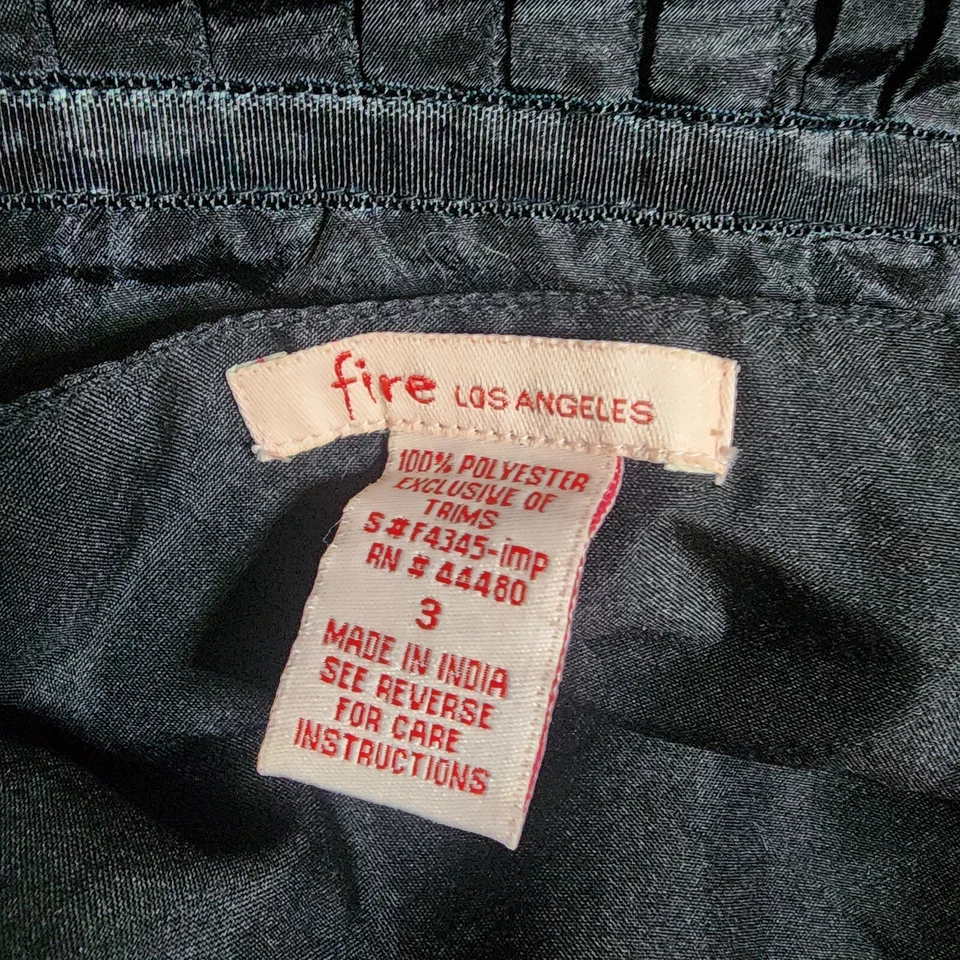 fire LOS ANGELES
100% POLYESTER
EXCLUSIVE OF
TRIMS
S # F4345-imp
RN # 44480
3
MADE IN INDIA
SEE REVERSE
FOR CARE
INSTRUCTIONS